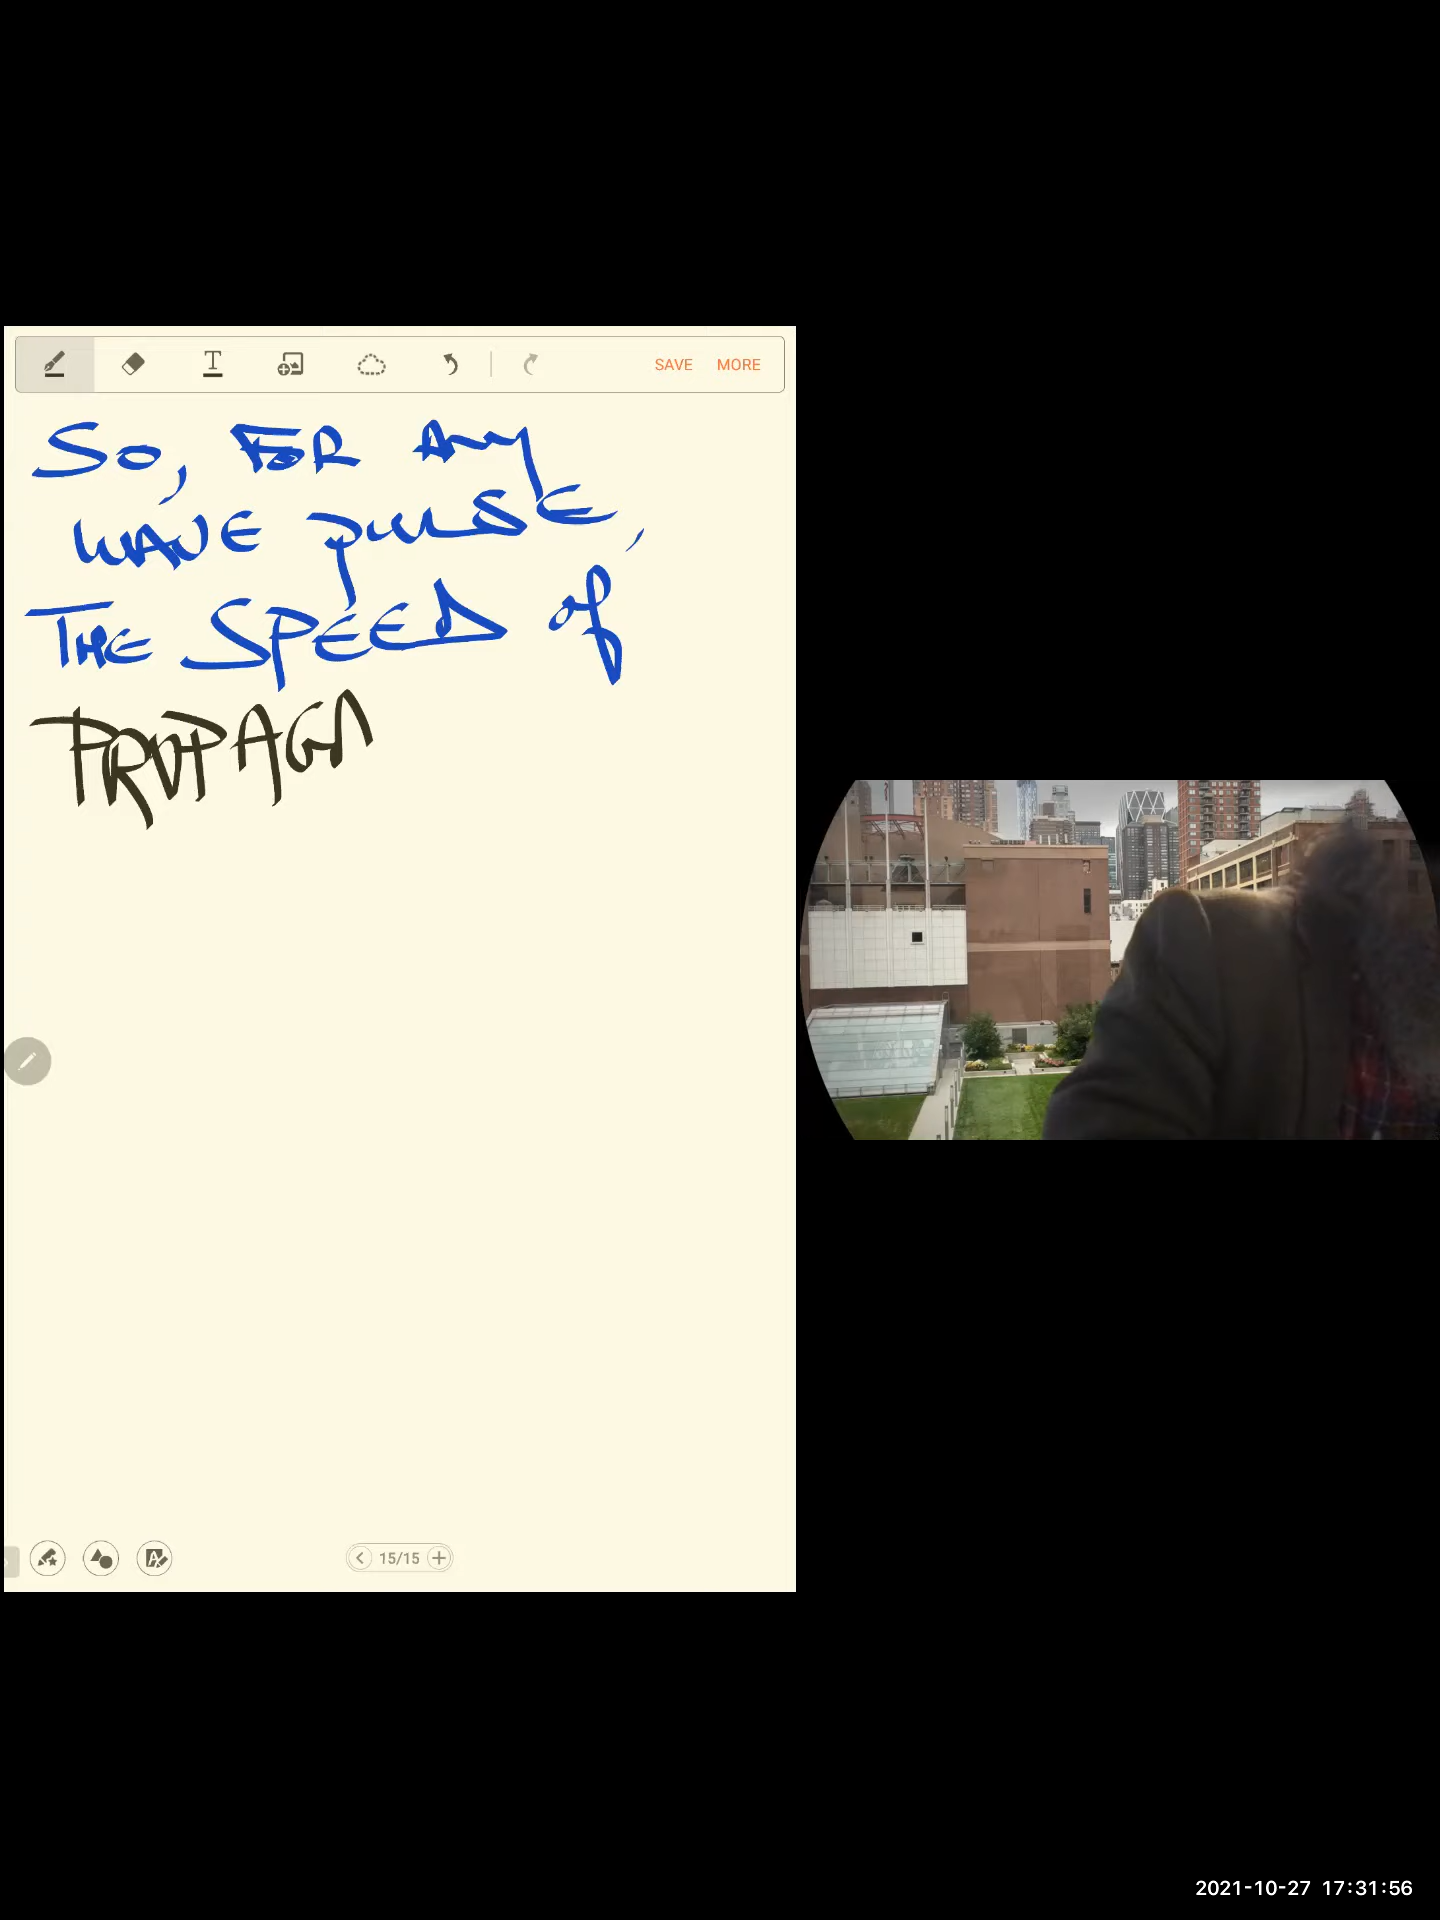 SAVE MORE
So, FOR Any
WAVE pulse,
THE SPEED of
PROPAGA
15/15
2021-10-27 17:31:56